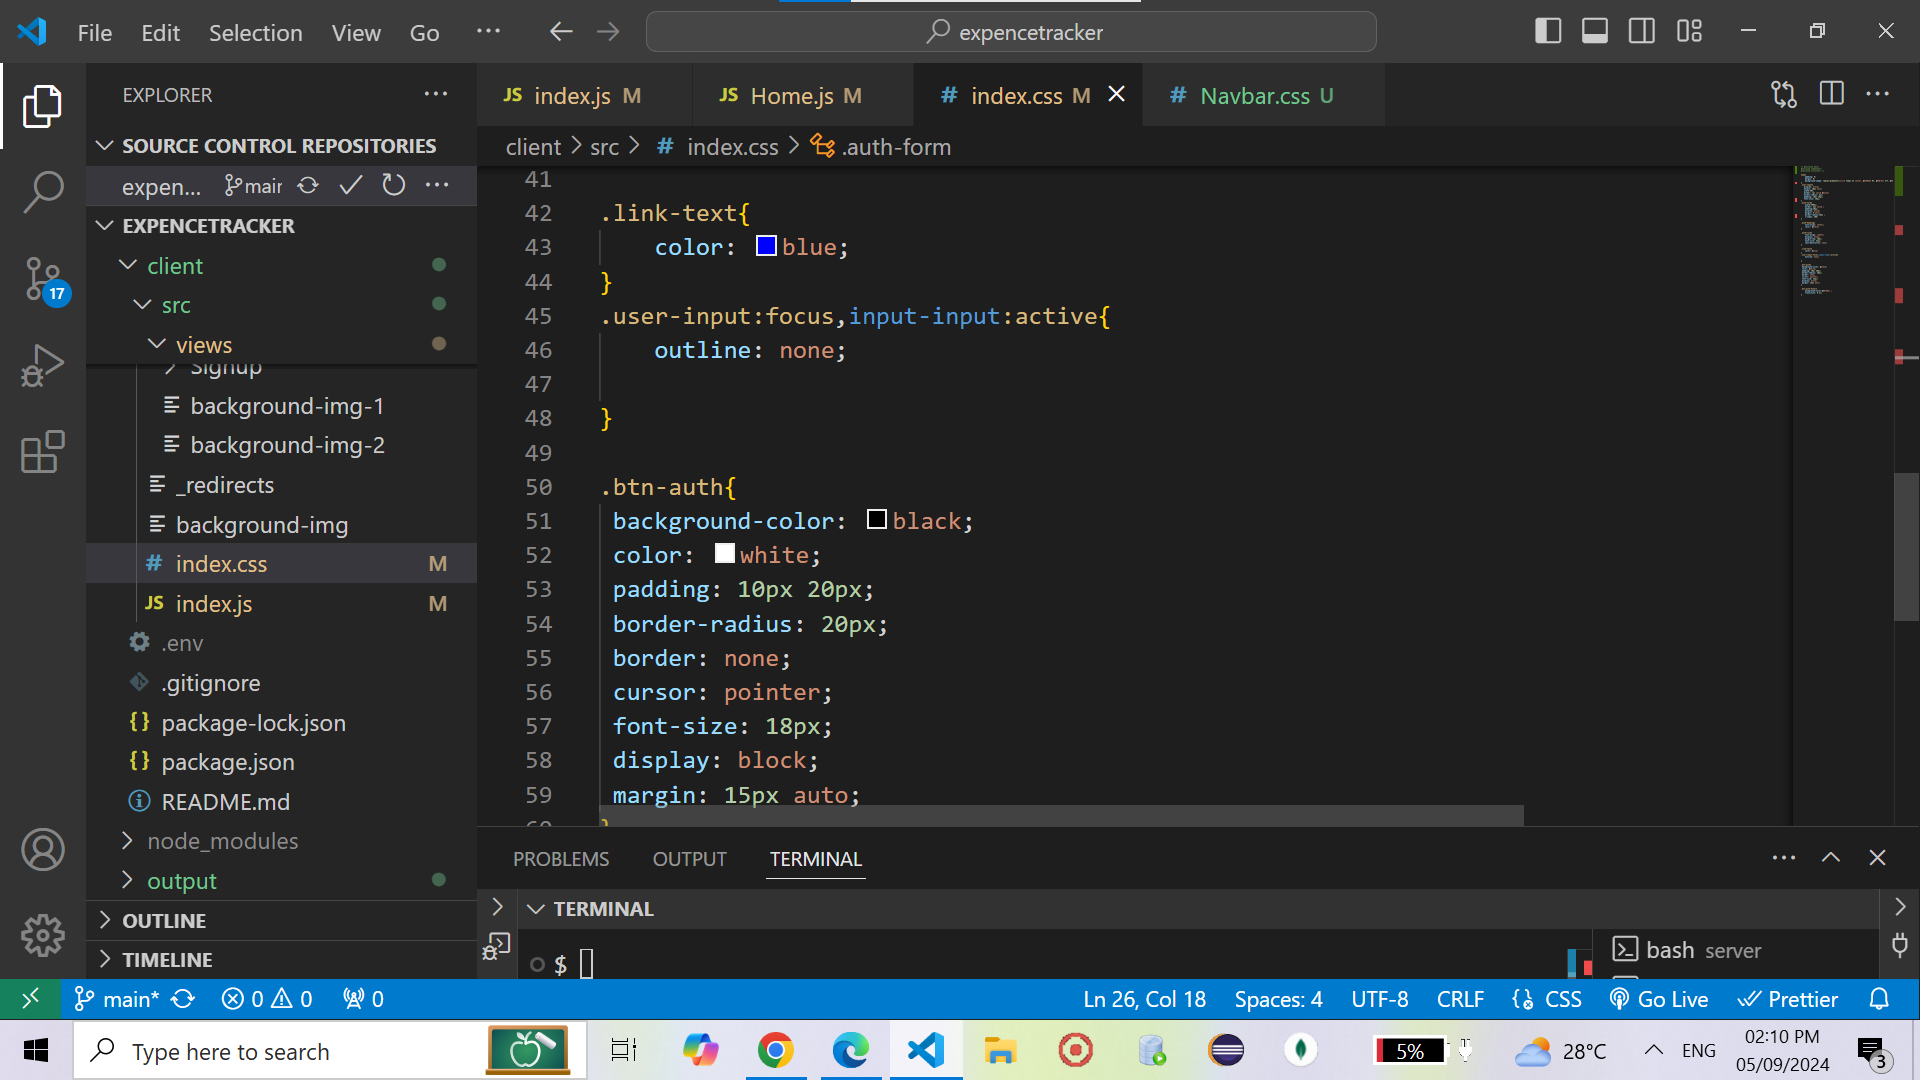 File Edit Selection View Go ··· expencetracker
EXPLORER
SOURCE CONTROL REPOSITORIES
expen... main
EXPENCETRACKER
client
src
views
Signup
background-img-1
background-img-2
_redirects
background-img
index.css M
index.js M
.env
.gitignore
package-lock.json
package.json
README.md
node_modules
output
OUTLINE
TIMELINE
17
JS index.js M JS Home.js M # index.css M # Navbar.css U
client > src > # index.css > .auth-form
41
42 .link-text{
43 color: blue;
44 }
45 .user-input:focus,input-input:active{
46 outline: none;
47
48 }
49
50 .btn-auth{
51 background-color: black;
52 color: white;
53 padding: 10px 20px;
54 border-radius: 20px;
55 border: none;
56 cursor: pointer;
57 font-size: 18px;
58 display: block;
59 margin: 15px auto;
60 }
PROBLEMS OUTPUT TERMINAL
TERMINAL
$
bash server
main* 0 0 0 Ln 26, Col 18 Spaces: 4 UTF-8 CRLF CSS Go Live Prettier
Type here to search 5% 28°C ENG 02:10 PM
05/09/2024 3